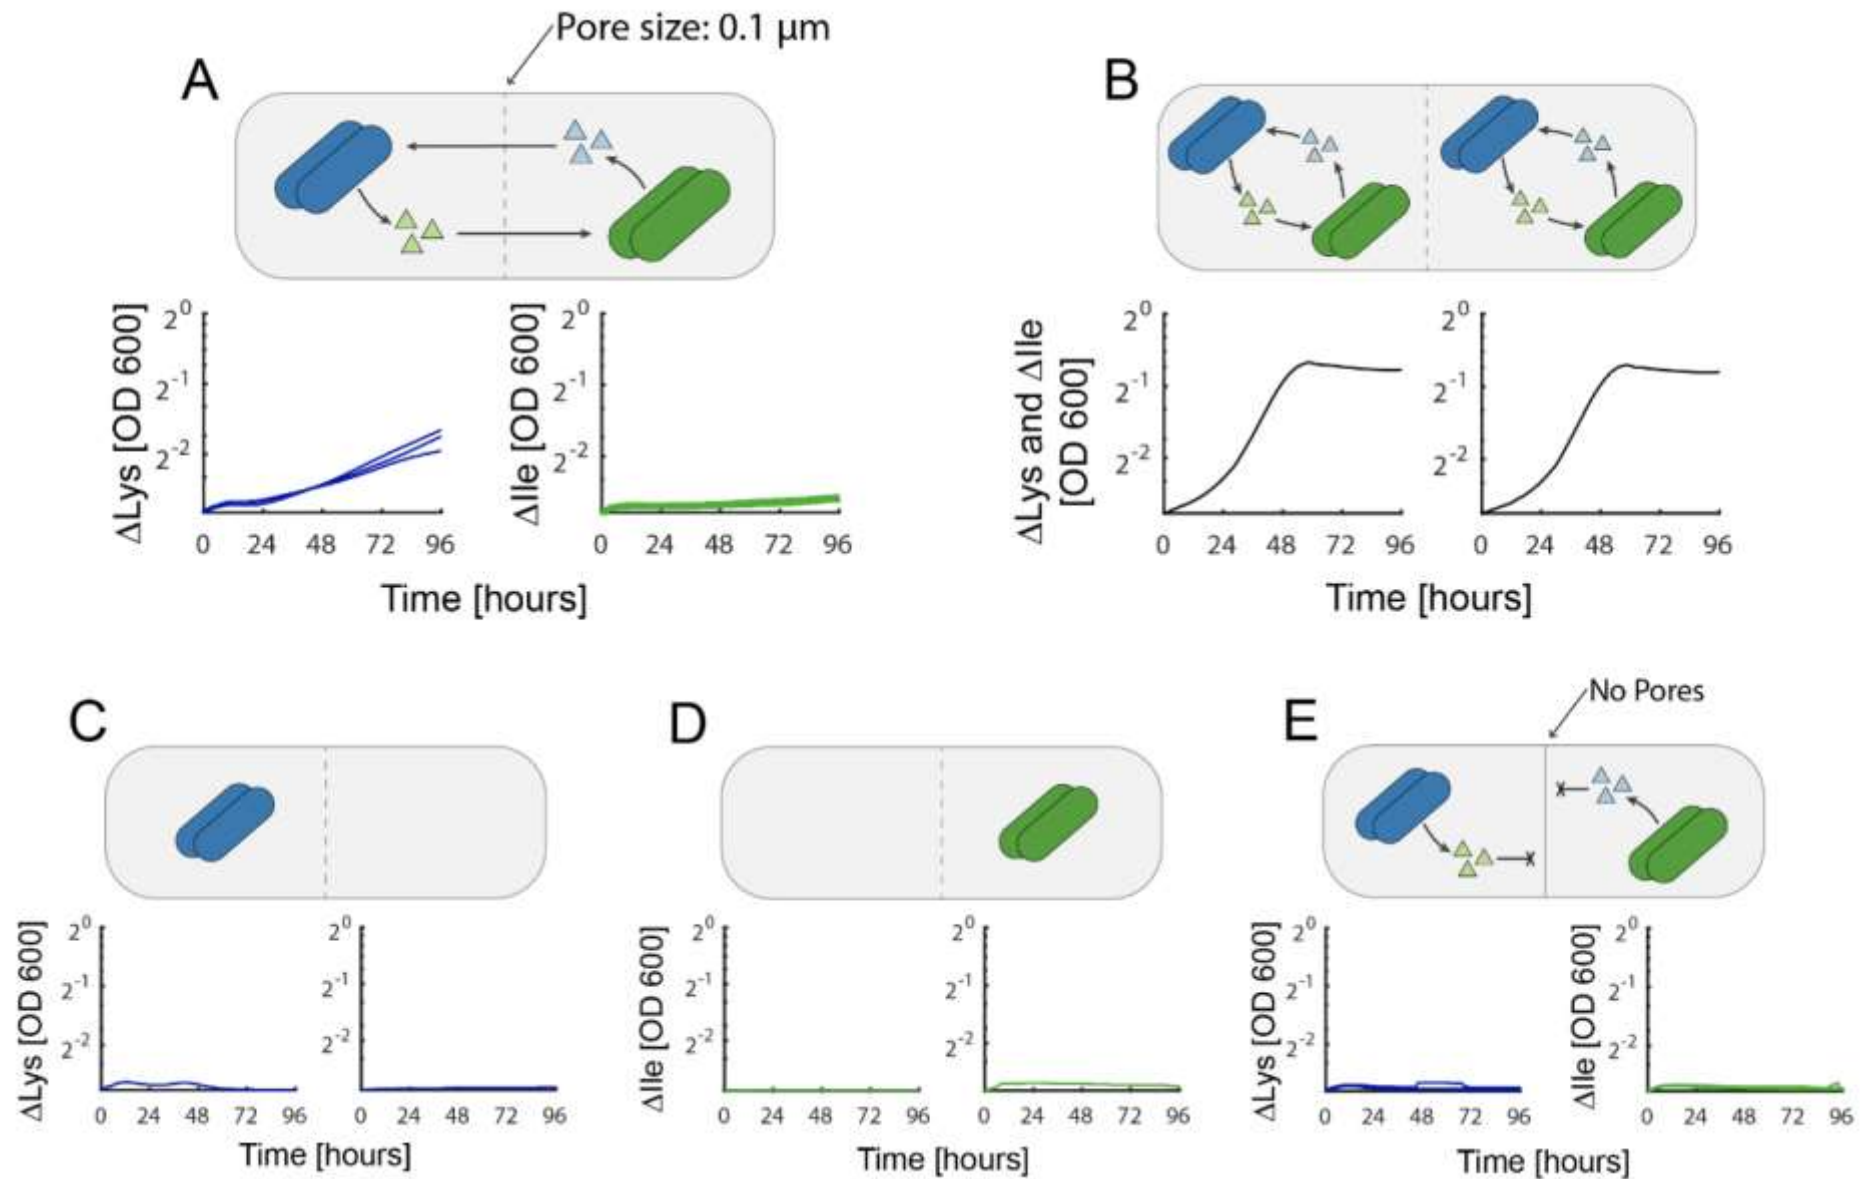 Pore size: 0.1 µm
A
B
ΔLys [OD 600]
2^0
2^-1
2^-2
0 24 48 72 96
ΔIle [OD 600]
2^0
2^-1
2^-2
0 24 48 72 96
Time [hours]
ΔLys and ΔIle
[OD 600]
2^0
2^-1
2^-2
0 24 48 72 96
2^0
2^-1
2^-2
0 24 48 72 96
Time [hours]
C
ΔLys [OD 600]
2^0
2^-1
2^-2
0 24 48 72 96
2^0
2^-1
2^-2
0 24 48 72 96
Time [hours]
D
ΔIle [OD 600]
2^0
2^-1
2^-2
0 24 48 72 96
2^0
2^-1
2^-2
0 24 48 72 96
Time [hours]
E
No Pores
ΔLys [OD 600]
2^0
2^-1
2^-2
0 24 48 72 96
ΔIle [OD 600]
2^0
2^-1
2^-2
0 24 48 72 96
Time [hours]